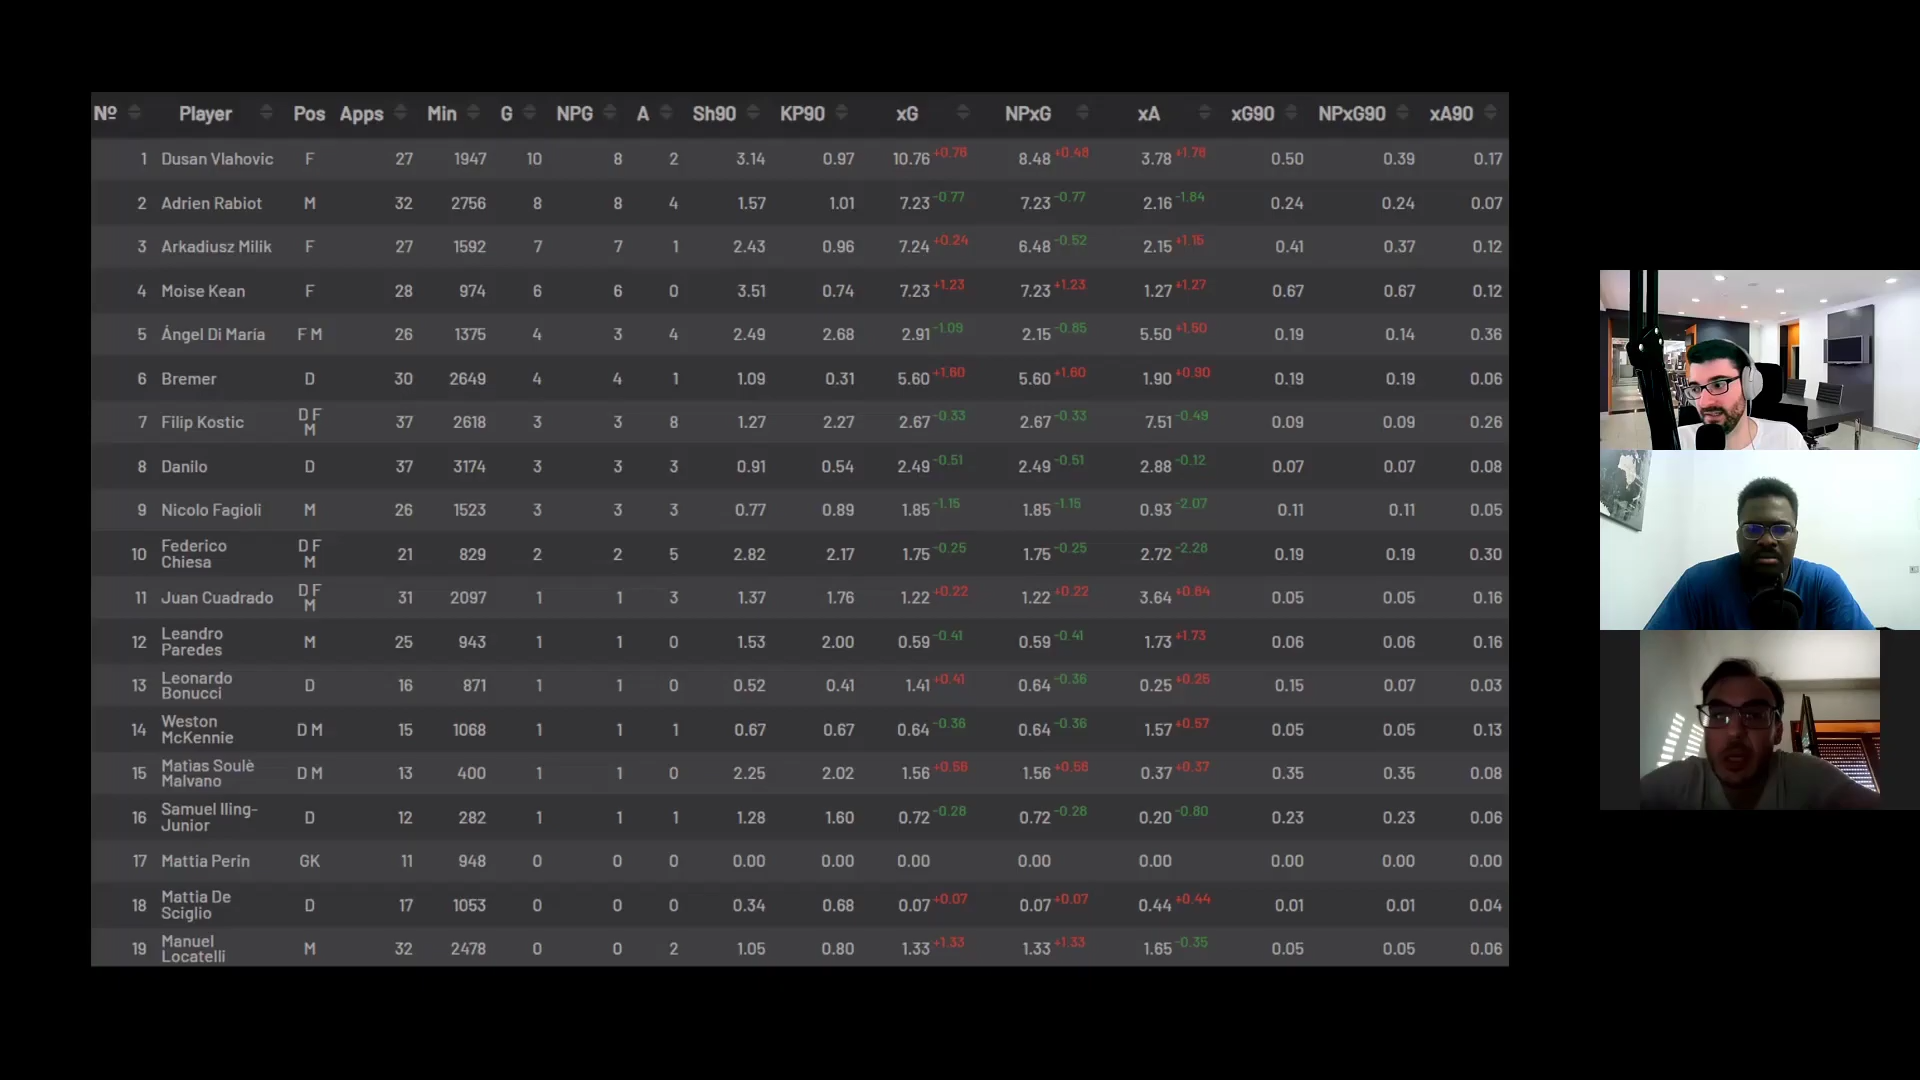 Nº Player Pos Apps Min G NPG A Sh90 KP90 xG NPxG xA xG90 NPxG90 xA90
1 Dusan Vlahovic F 27 1947 10 8 2 3.14 0.97 10.76 +0.76 8.48 +0.48 3.78 +1.78 0.50 0.39 0.17
2 Adrien Rabiot M 32 2756 8 8 4 1.57 1.01 7.23 -0.77 7.23 -0.77 2.16 -1.84 0.24 0.24 0.07
3 Arkadiusz Milik F 27 1592 7 7 1 2.43 0.96 7.24 +0.24 6.48 -0.52 2.15 +1.15 0.41 0.37 0.12
4 Moise Kean F 28 974 6 6 0 3.51 0.74 7.23 +1.23 7.23 +1.23 1.27 +1.27 0.67 0.67 0.12
5 Ángel Di María F M 26 1375 4 3 4 2.49 2.68 2.91 -1.09 2.15 -0.85 5.50 +1.50 0.19 0.14 0.36
6 Bremer D 30 2649 4 4 1 1.09 0.31 5.60 +1.60 5.60 +1.60 1.90 +0.90 0.19 0.19 0.06
7 Filip Kostic D F M 37 2618 3 3 8 1.27 2.27 2.67 -0.33 2.67 -0.33 7.51 -0.49 0.09 0.09 0.26
8 Danilo D 37 3174 3 3 3 0.91 0.54 2.49 -0.51 2.49 -0.51 2.88 -0.12 0.07 0.07 0.08
9 Nicolo Fagioli M 26 1523 3 3 3 0.77 0.89 1.85 -1.15 1.85 -1.15 0.93 -2.07 0.11 0.11 0.05
10 Federico Chiesa D F M 21 829 2 2 5 2.82 2.17 1.75 -0.25 1.75 -0.25 2.72 -2.28 0.19 0.19 0.30
11 Juan Cuadrado D F M 31 2097 1 1 3 1.37 1.76 1.22 +0.22 1.22 +0.22 3.64 +0.64 0.05 0.05 0.16
12 Leandro Paredes M 25 943 1 1 0 1.53 2.00 0.59 -0.41 0.59 -0.41 1.73 +1.73 0.06 0.06 0.16
13 Leonardo Bonucci D 16 871 1 1 0 0.52 0.41 1.41 +0.41 0.64 -0.36 0.25 +0.25 0.15 0.07 0.03
14 Weston McKennie D M 15 1068 1 1 1 0.67 0.67 0.64 -0.36 0.64 -0.36 1.57 +0.57 0.05 0.05 0.13
15 Matìas Soulè Malvano D M 13 400 1 1 0 2.25 2.02 1.56 +0.56 1.56 +0.56 0.37 +0.37 0.35 0.35 0.08
16 Samuel Iling-Junior D 12 282 1 1 1 1.28 1.60 0.72 -0.28 0.72 -0.28 0.20 -0.80 0.23 0.23 0.06
17 Mattia Perin GK 11 948 0 0 0 0.00 0.00 0.00 0.00 0.00 0.00 0.00 0.00
18 Mattia De Sciglio D 17 1053 0 0 0 0.34 0.68 0.07 +0.07 0.07 +0.07 0.44 +0.44 0.01 0.01 0.04
19 Manuel Locatelli M 32 2478 0 0 2 1.05 0.80 1.33 +1.33 1.33 +1.33 1.65 -0.35 0.05 0.05 0.06